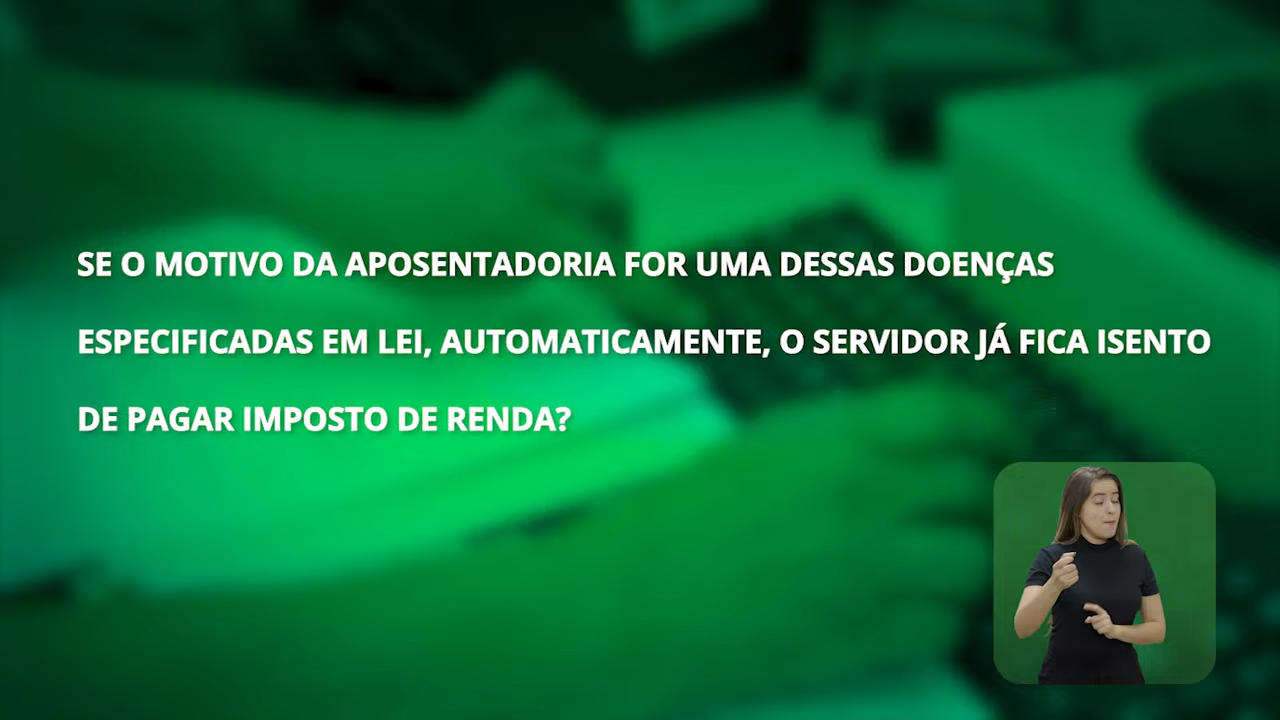 SE O MOTIVO DA APOSENTADORIA FOR UMA DESSAS DOENÇAS
ESPECIFICADAS EM LEI, AUTOMATICAMENTE, O SERVIDOR JÁ FICA ISENTO
DE PAGAR IMPOSTO DE RENDA?